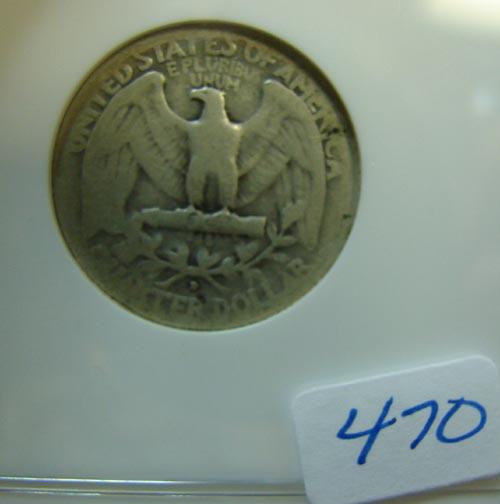 UNITED STATES OF AMERICA
E PLURIBUS
UNUM
QUARTER DOLLAR
470